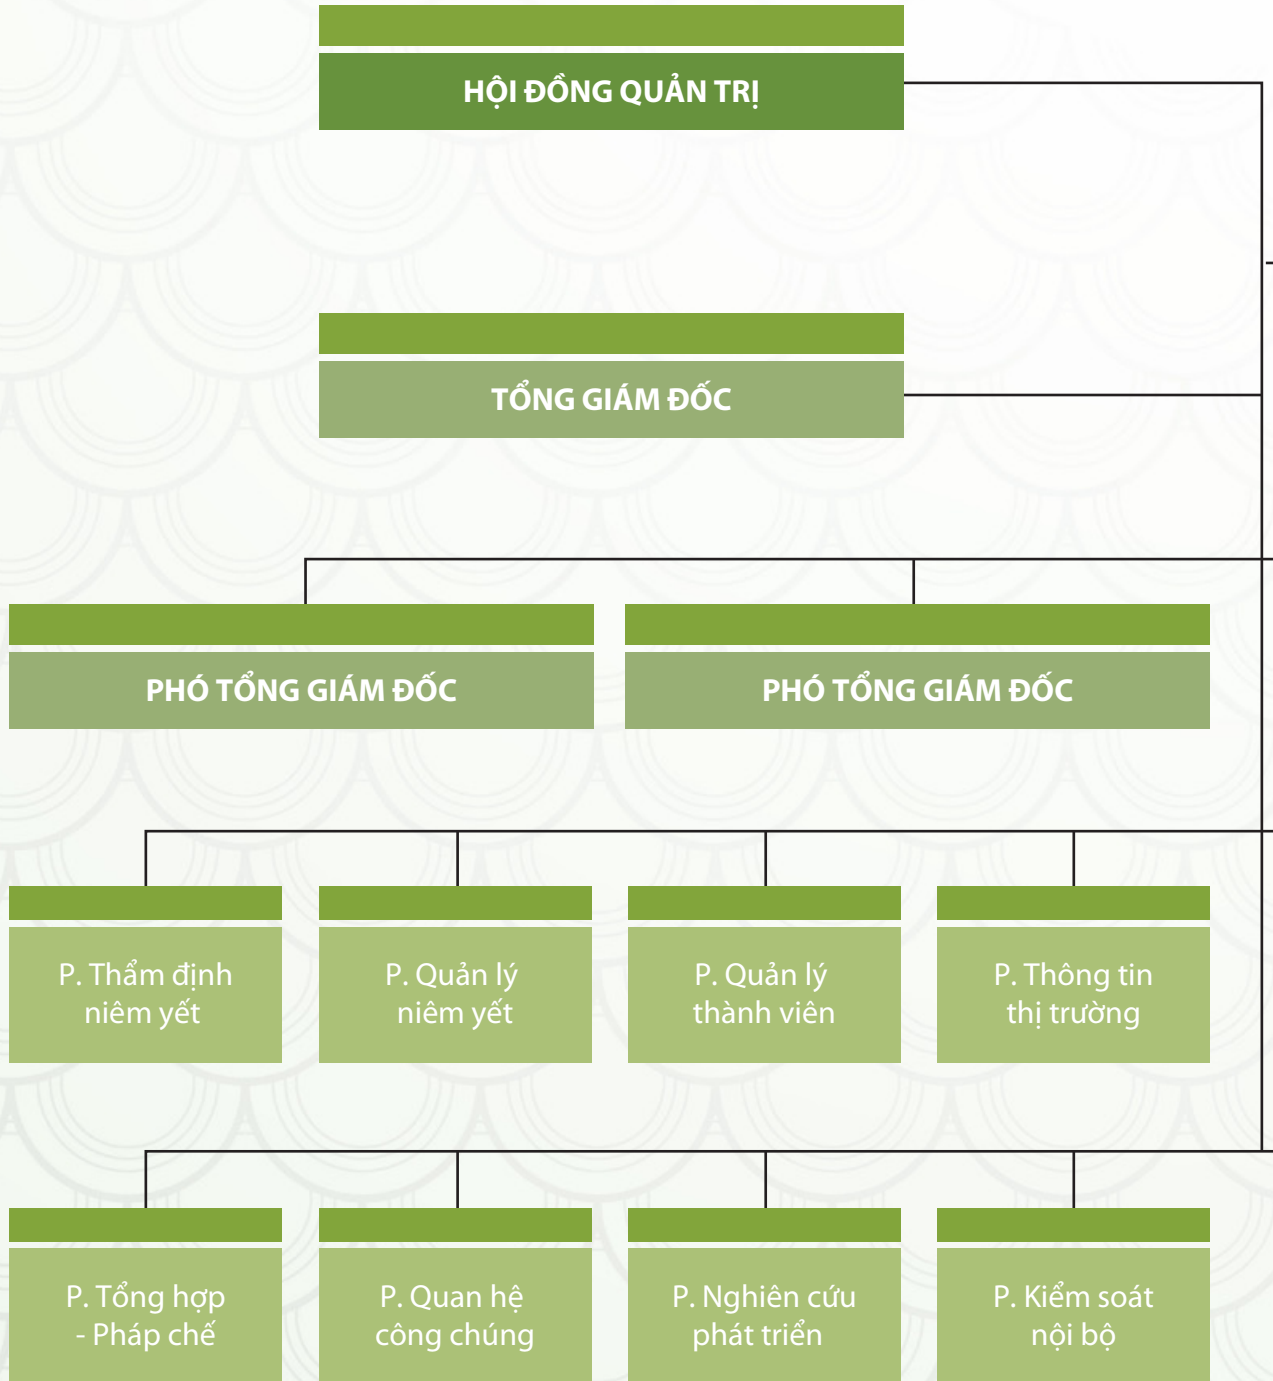 HỘI ĐỒNG QUẢN TRỊ
TỔNG GIÁM ĐỐC
PHÓ TỔNG GIÁM ĐỐC
PHÓ TỔNG GIÁM ĐỐC
P. Thẩm định
niêm yết
P. Quản lý
niêm yết
P. Quản lý
thành viên
P. Thông tin
thị trường
P. Tổng hợp
- Pháp chế
P. Quan hệ
công chúng
P. Nghiên cứu
phát triển
P. Kiểm soát
nội bộ